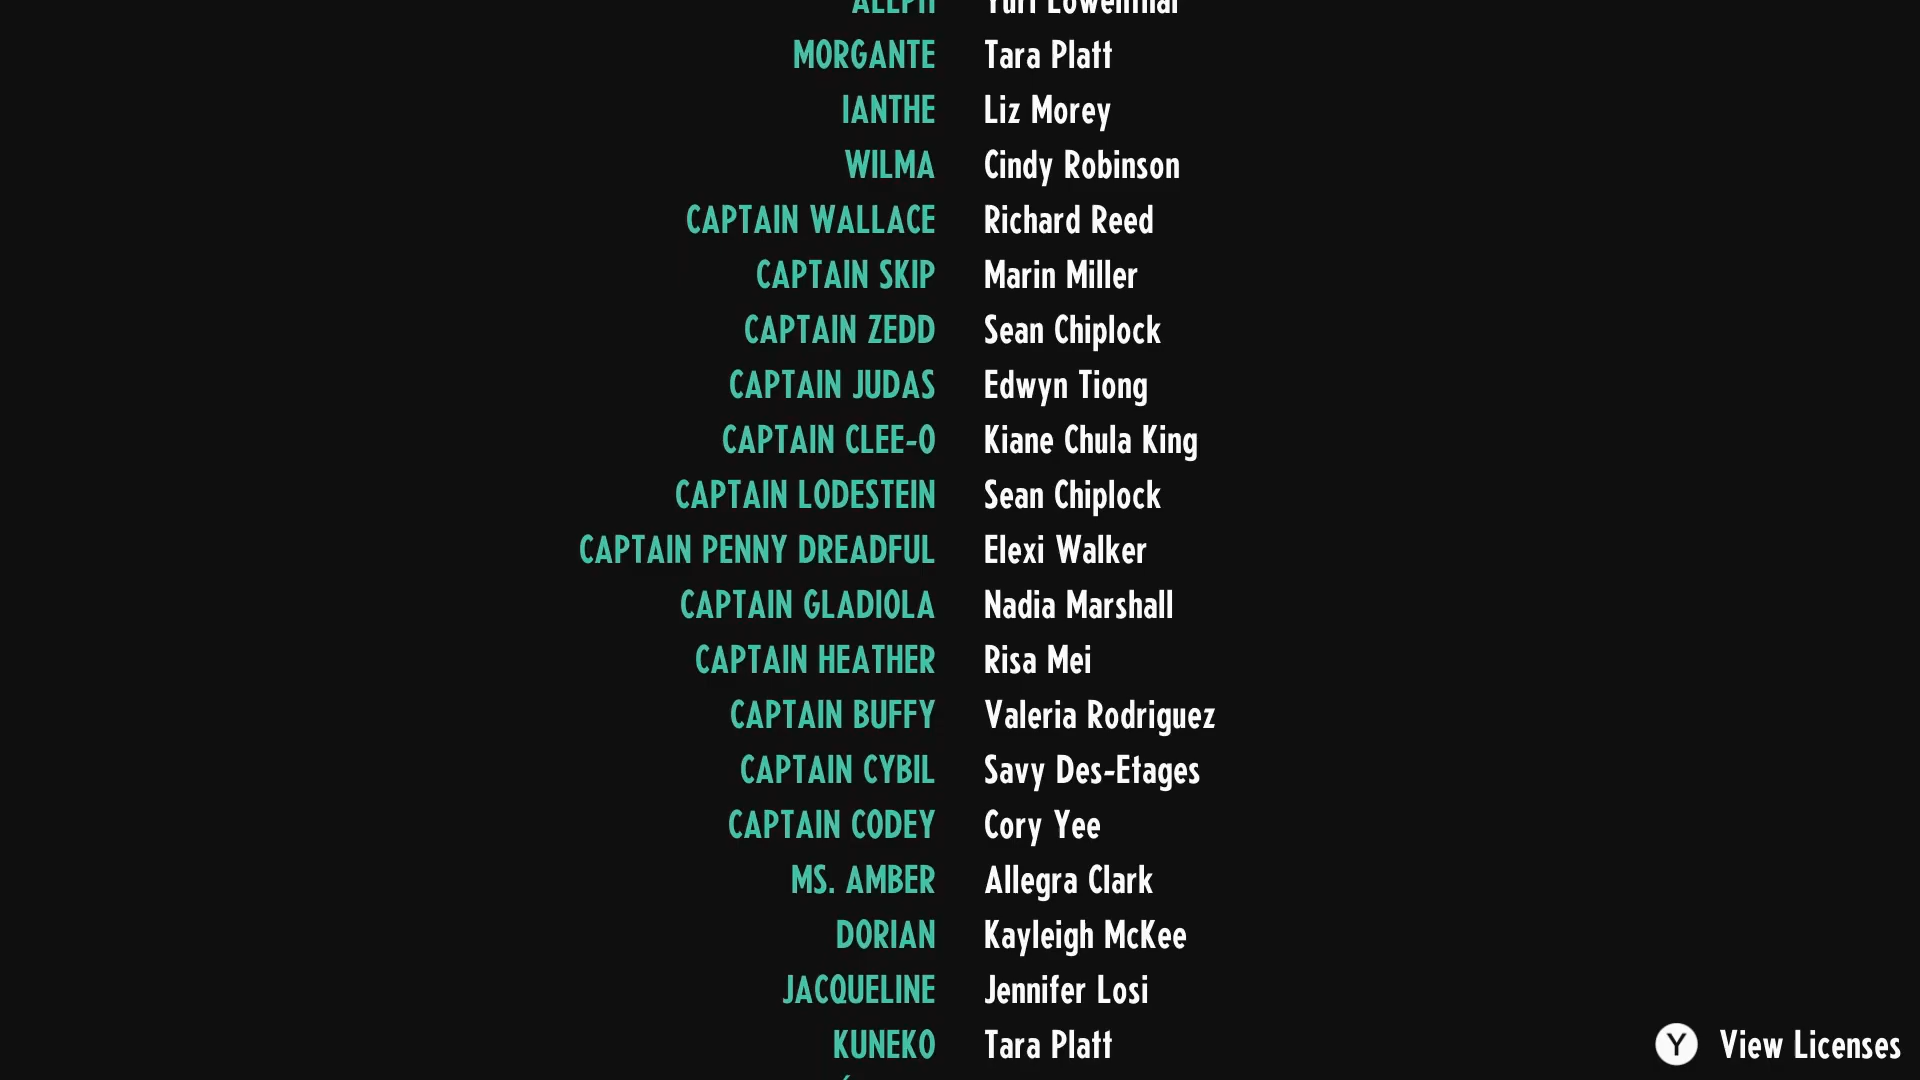 ALEPH Yuri Lowenthal
MORGANTE Tara Platt
IANTHE Liz Morey
WILMA Cindy Robinson
CAPTAIN WALLACE Richard Reed
CAPTAIN SKIP Marin Miller
CAPTAIN ZEDD Sean Chiplock
CAPTAIN JUDAS Edwyn Tiong
CAPTAIN CLEE-O Kiane Chula King
CAPTAIN LODESTEIN Sean Chiplock
CAPTAIN PENNY DREADFUL Elexi Walker
CAPTAIN GLADIOLA Nadia Marshall
CAPTAIN HEATHER Risa Mei
CAPTAIN BUFFY Valeria Rodriguez
CAPTAIN CYBIL Savy Des-Etages
CAPTAIN CODEY Cory Yee
MS. AMBER Allegra Clark
DORIAN Kayleigh McKee
JACQUELINE Jennifer Losi
KUNEKO Tara Platt
Y View Licenses